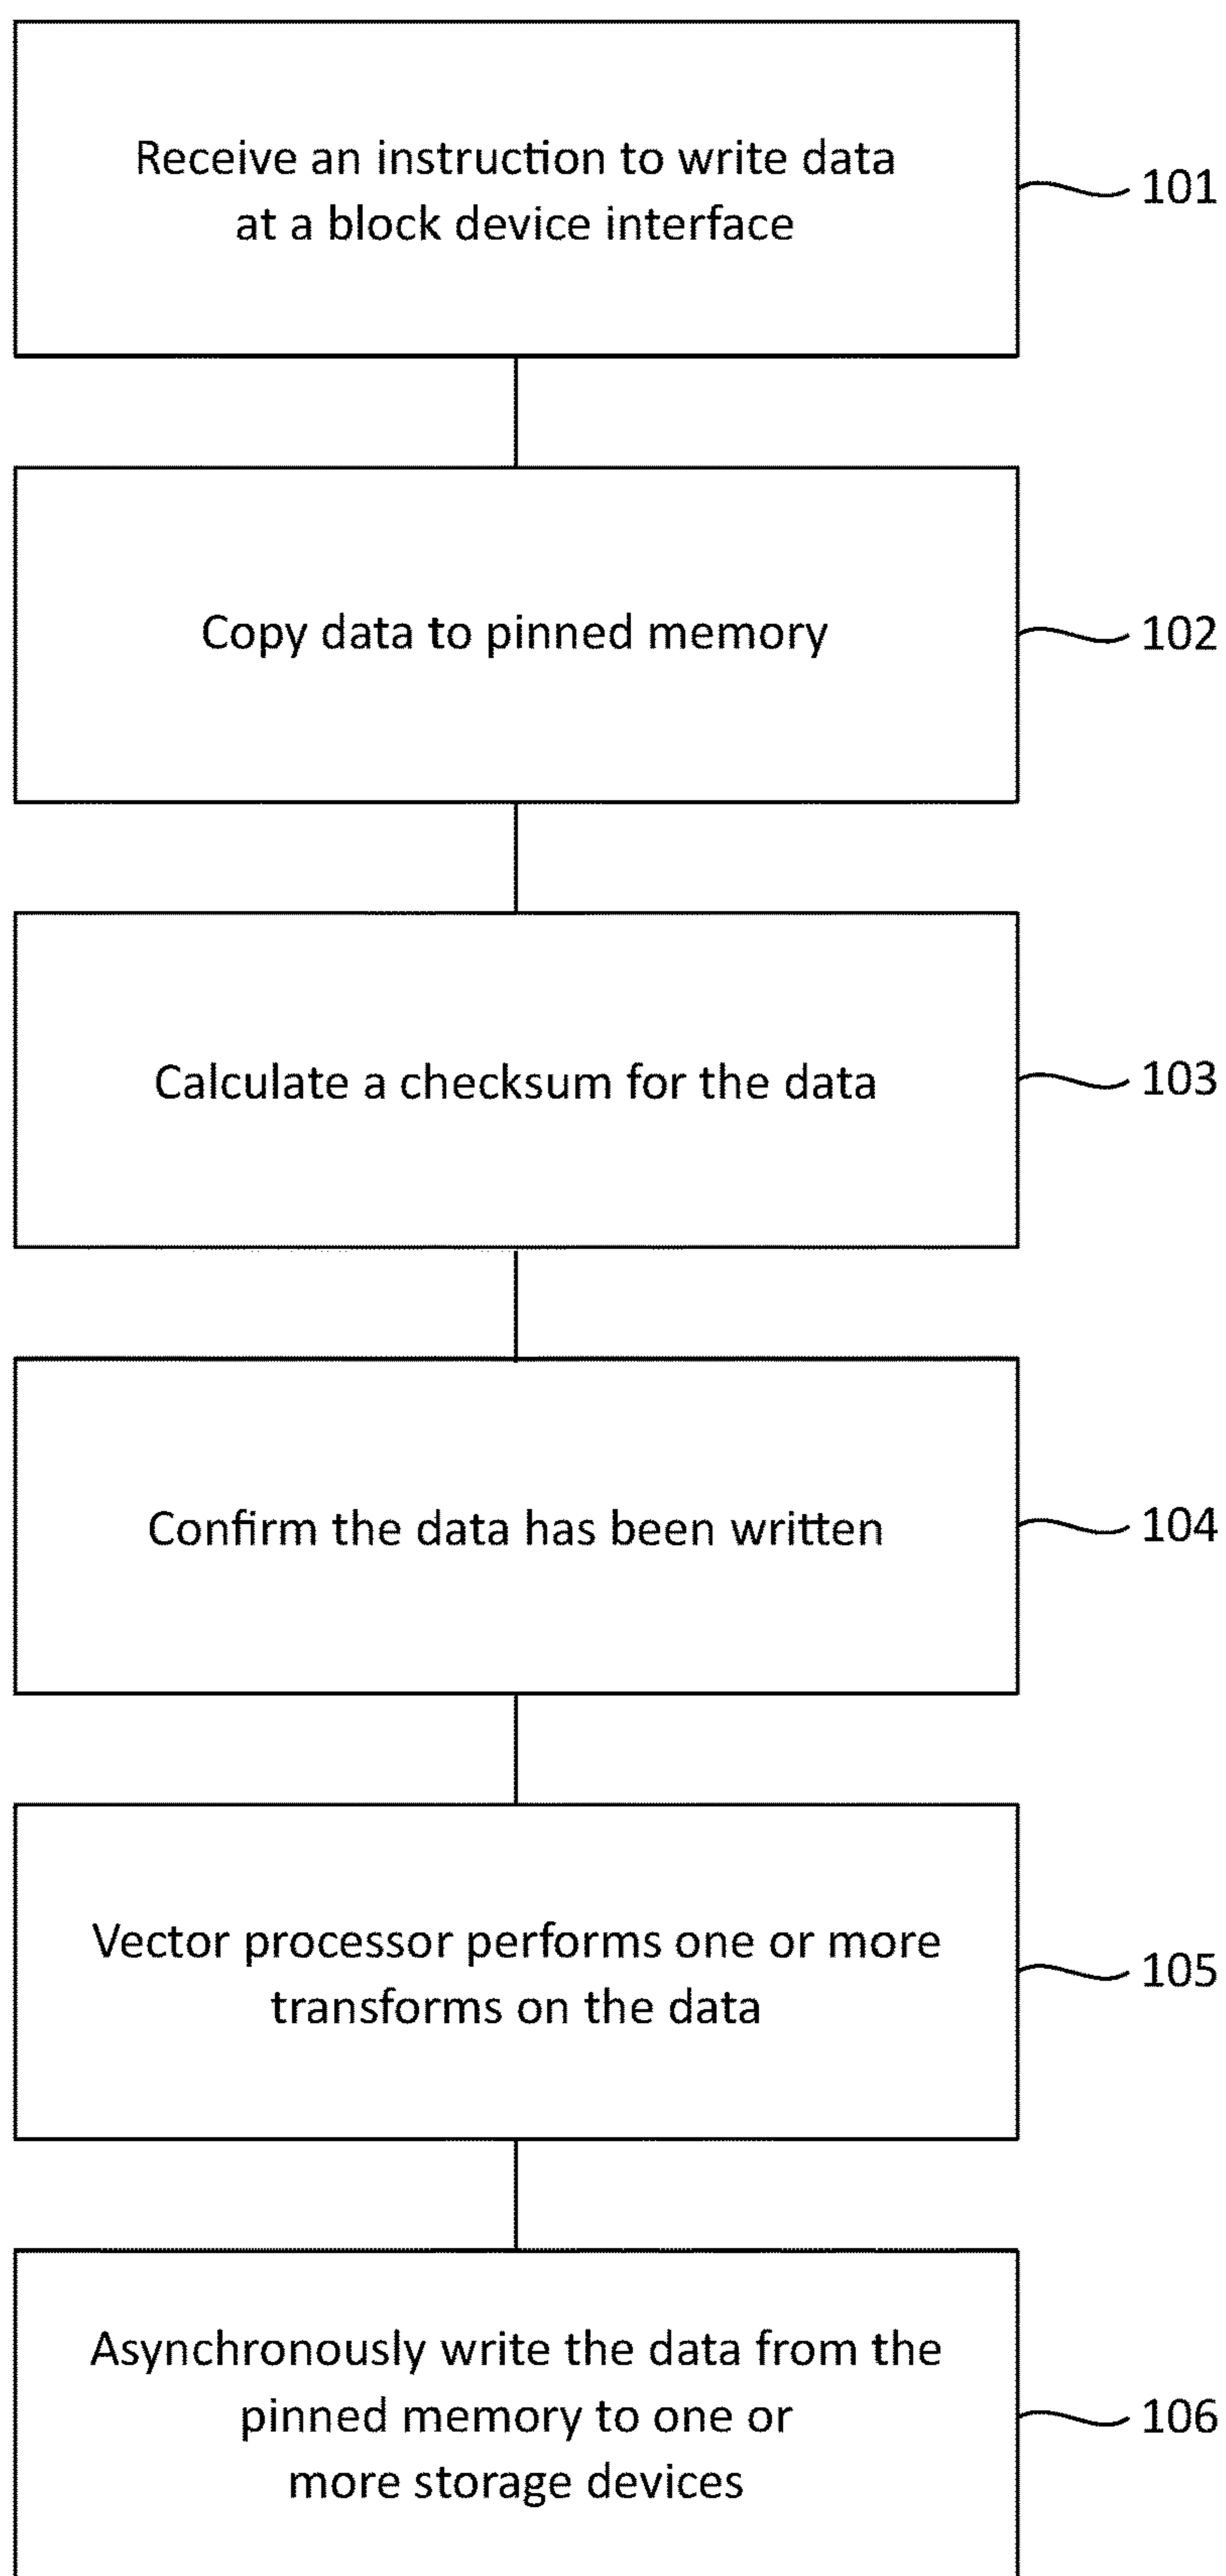 Receive an instruction to write data
at a block device interface
101
Copy data to pinned memory
102
Calculate a checksum for the data
103
Confirm the data has been written
104
Vector processor performs one or more
transforms on the data
105
Asynchronously write the data from the
pinned memory to one or
more storage devices
106